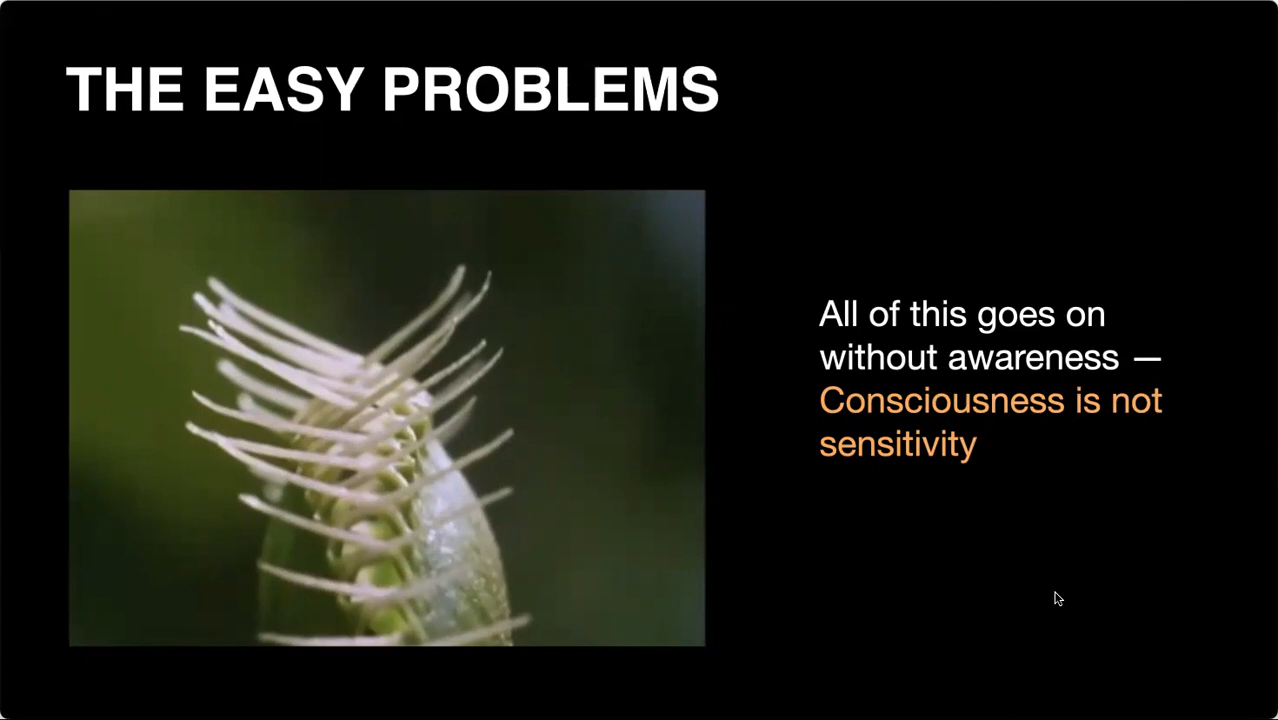 THE EASY PROBLEMS
All of this goes on
without awareness —
Consciousness is not
sensitivity